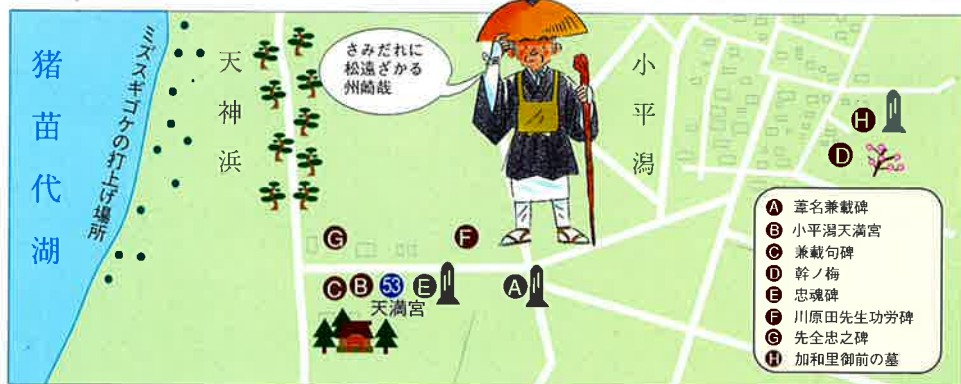 猪苗代湖
ミズスギゴケの打上げ場所
天神浜
さみだれに
松遠ざかる
州崎哉
小平潟
H
D
G
F
C B 53 E
A
天満宮
A 葦名兼載碑
B 小平潟天満宮
C 兼載句碑
D 幹ノ梅
E 忠魂碑
F 川原田先生功労碑
G 先全忠之碑
H 加和里御前の墓